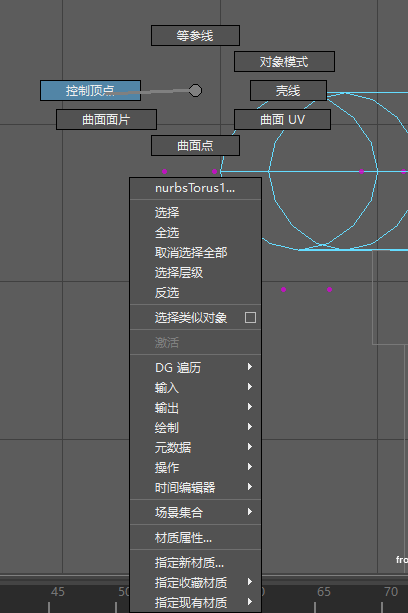 等参线
对象模式
控制顶点
壳线
曲面面片
曲面 UV
曲面点
nurbsTorus1...
选择
全选
取消选择全部
选择层级
反选
选择类似对象
激活
DG 遍历
输入
输出
绘制
元数据
操作
时间编辑器
场景集合
材质属性...
指定新材质...
指定收藏材质
指定现有材质
fro
45
50
65
70